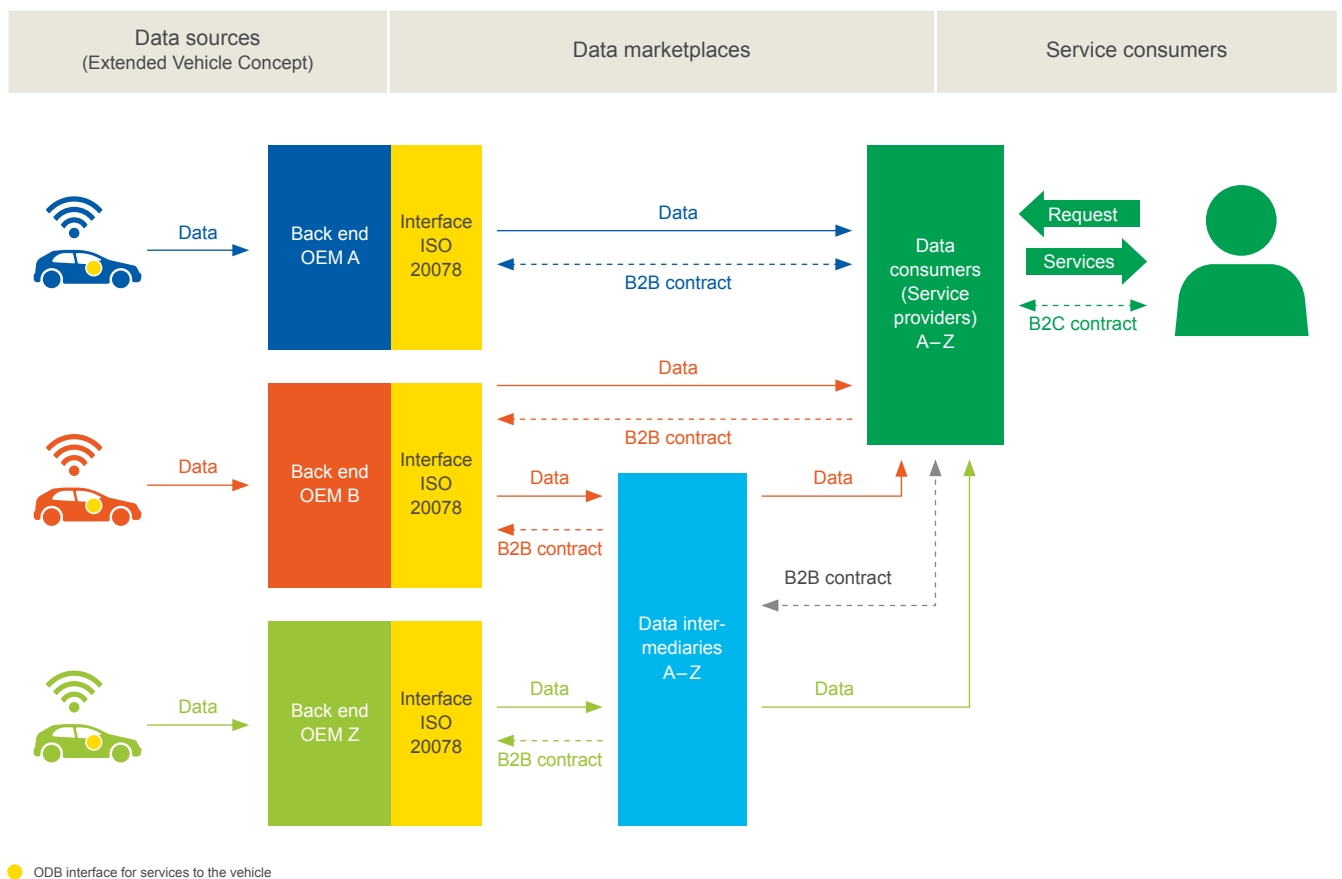 Data sources
(Extended Vehicle Concept)
Data marketplaces
Service consumers
Data
Back end
OEM A
Interface
ISO
20078
Data
B2B contract
Data
consumers
(Service
providers)
A–Z
Request
Services
B2C contract
Data
Back end
OEM B
Interface
ISO
20078
Data
B2B contract
Data
B2B contract
Data
B2B contract
Data inter-
mediaries
A–Z
Data
Back end
OEM Z
Interface
ISO
20078
Data
B2B contract
Data
ODB interface for services to the vehicle